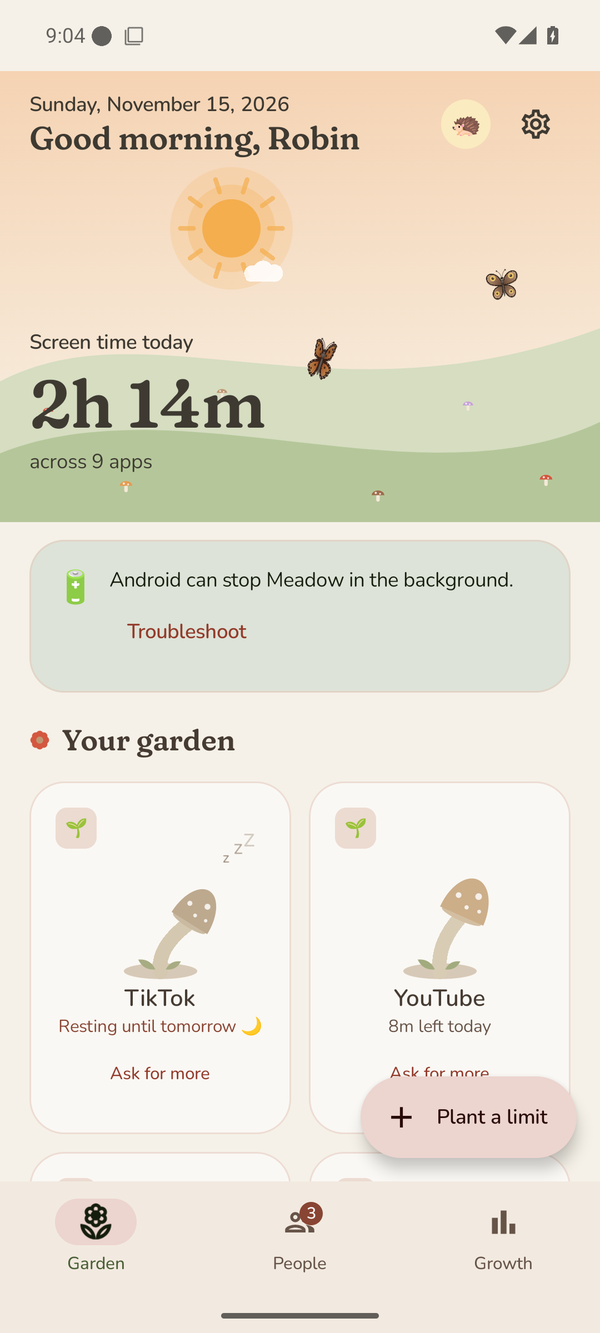 9:04
Sunday, November 15, 2026
Good morning, Robin
Screen time today
2h 14m
across 9 apps
Android can stop Meadow in the background.
Troubleshoot
Your garden
z z Z
TikTok
Resting until tomorrow 🌙
Ask for more
YouTube
8m left today
Ask for more
Plant a limit
Garden
3
People
Growth